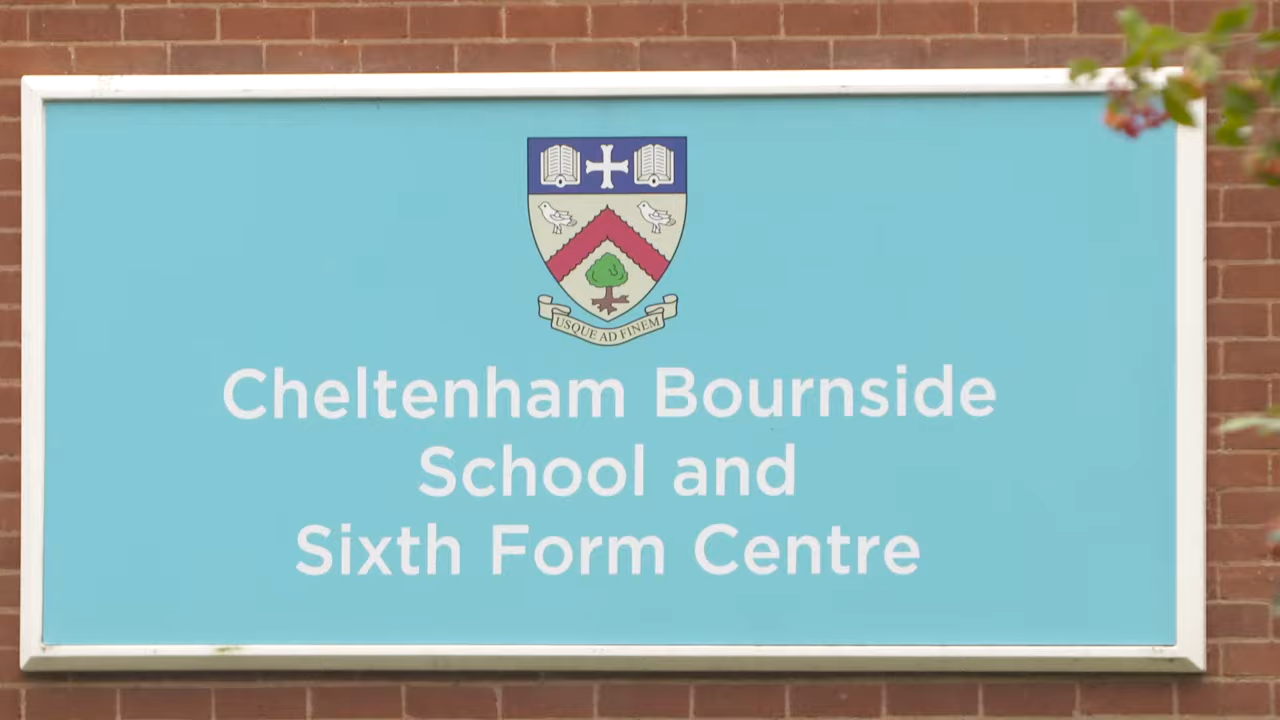 USQUE AD FINEM
Cheltenham Bournside
School and
Sixth Form Centre